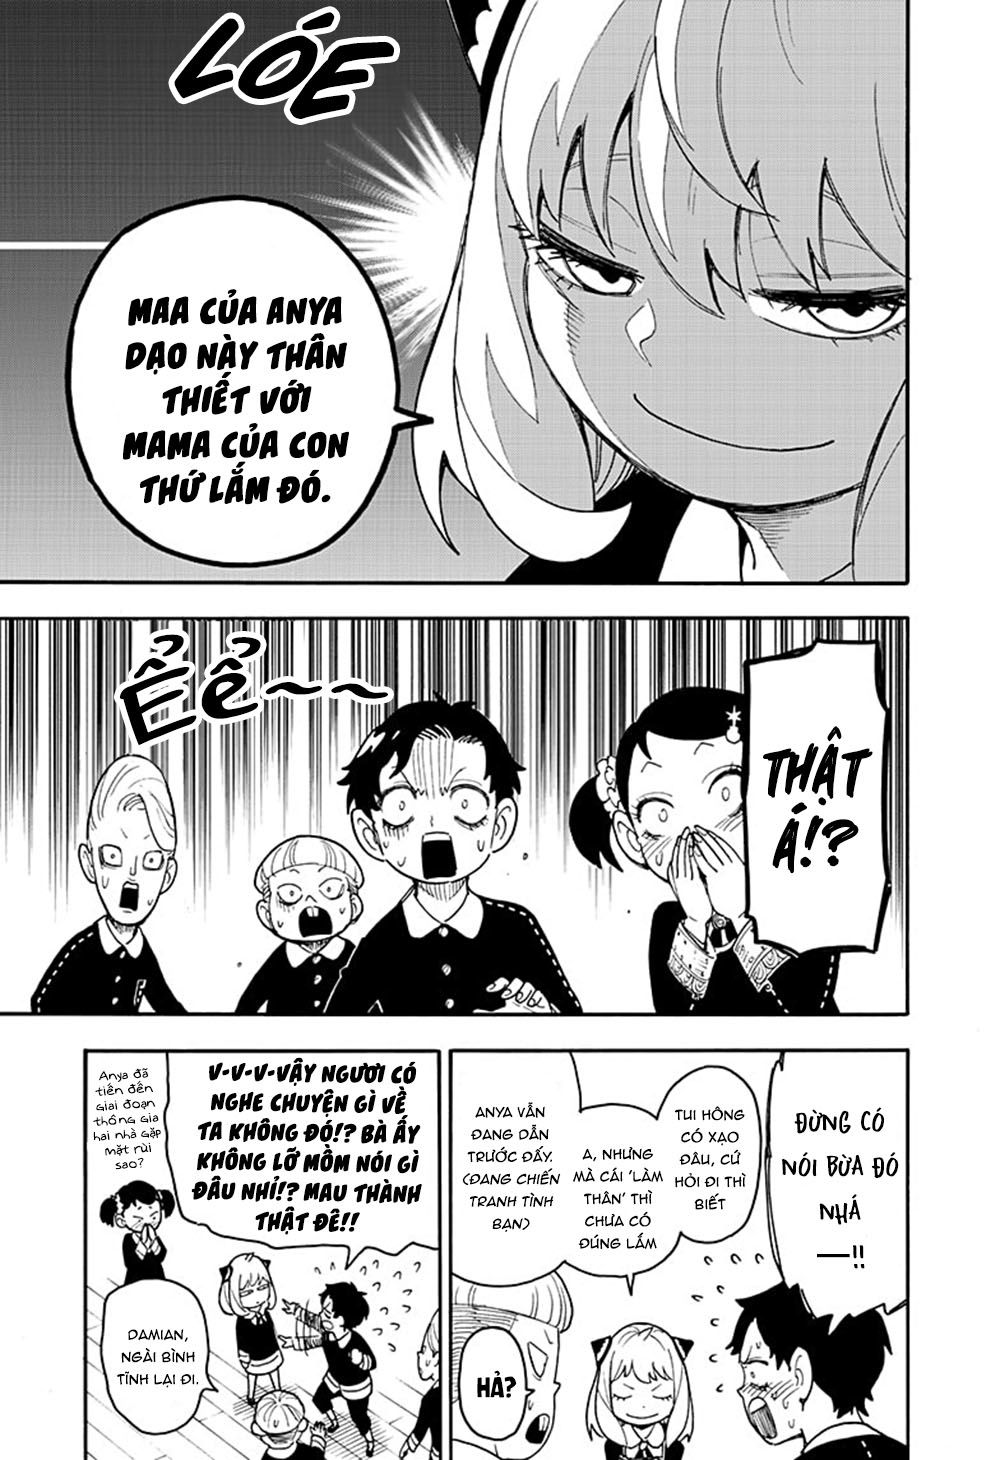 LÓE
MAA CỦA ANYA
DẠO NÀY THÂN
THIẾT VỚI
MAMA CỦA CON
THỨ LẮM ĐÓ.
THẬT
Á!?
Ểể~~
ĐỪNG CÓ
NÓI BỪA ĐÓ
NHÁ
—!!
TUI HÔNG
CÓ XẠO
ĐÂU, CỨ
HỎI ĐI THÌ
BIẾT
A, NHƯNG
MÀ CÁI 'LÀM
THÂN' THÌ
CHƯA CÓ
ĐÚNG LẮM
ANYA VẪN
ĐANG DẪN
TRƯỚC ĐẤY.
(ĐANG CHIẾN
TRANH TÌNH
BẠN)
HẢ?
V-V-V-VẬY NGƯƠI CÓ
NGHE CHUYỆN GÌ VỀ
TA KHÔNG ĐÓ!? BÀ ẤY
KHÔNG LỠ MỒM NÓI GÌ
ĐÂU NHỈ!? MAU THÀNH
THẬT ĐÊ!!
Anya đã
tiến đến
giai đoạn
thông gia
hai nhà gặp
mặt rùi
sao?
DAMIAN,
NGÀI BÌNH
TĨNH LẠI ĐI.